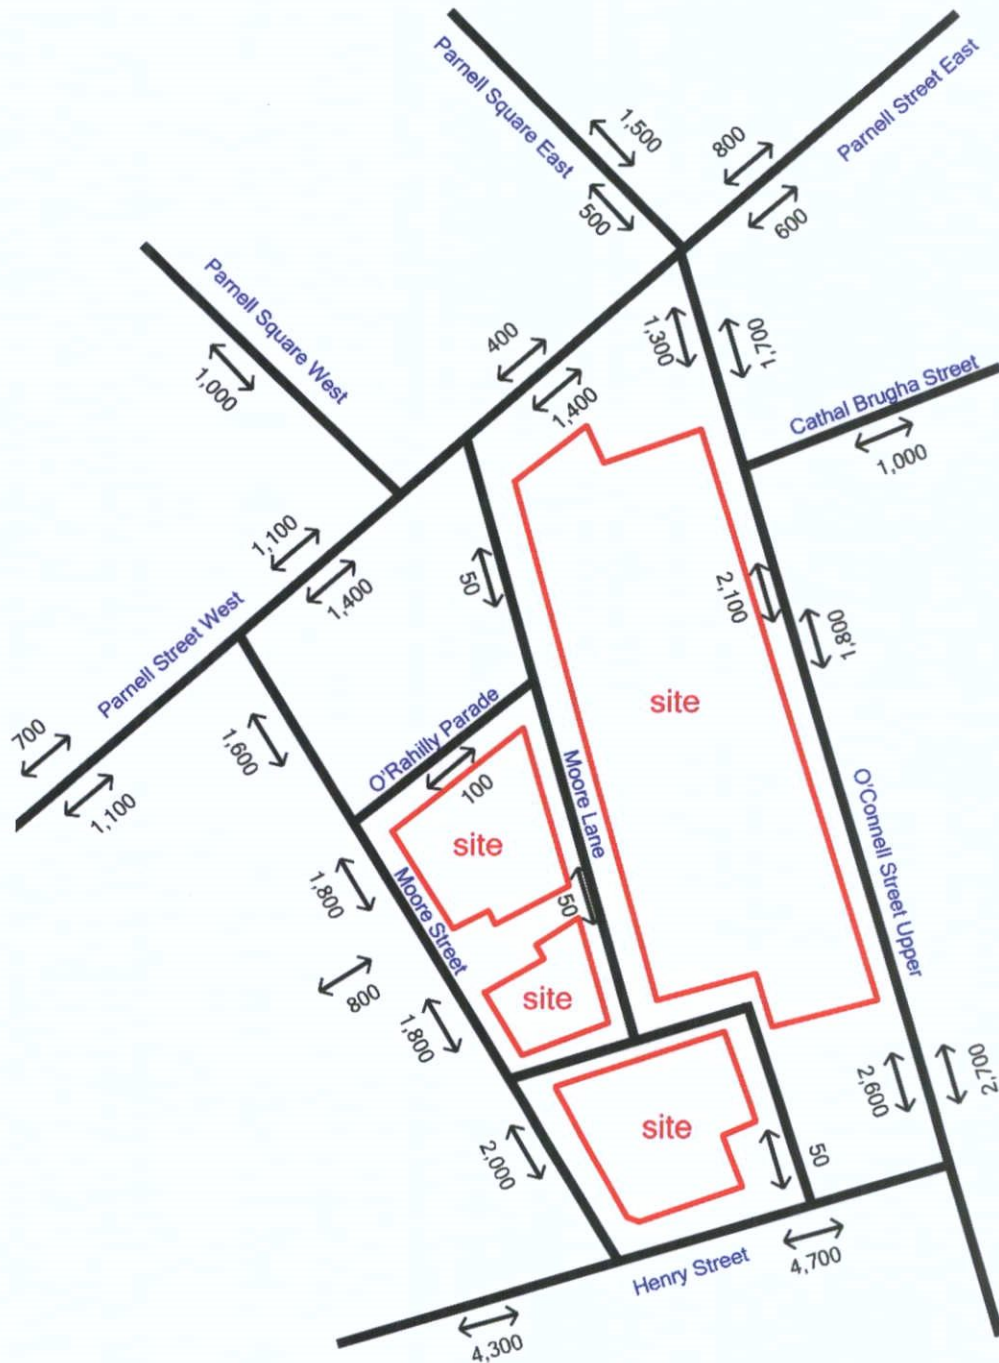 Parnell Square East
1,500
500
800
Parnell Street East
600
Parnell Square West
1,000
400
1,400
1,300
1,700
Cathal Brugha Street
1,000
1,100
1,400
50
2,100
1,800
Parnell Street West
700
1,100
1,600
O'Rahilly Parade
100
site
site
Moore Lane
O'Connell Street Upper
1,800
Moore Street
50
800
1,800
site
2,600
2,700
2,000
site
50
4,700
Henry Street
4,300